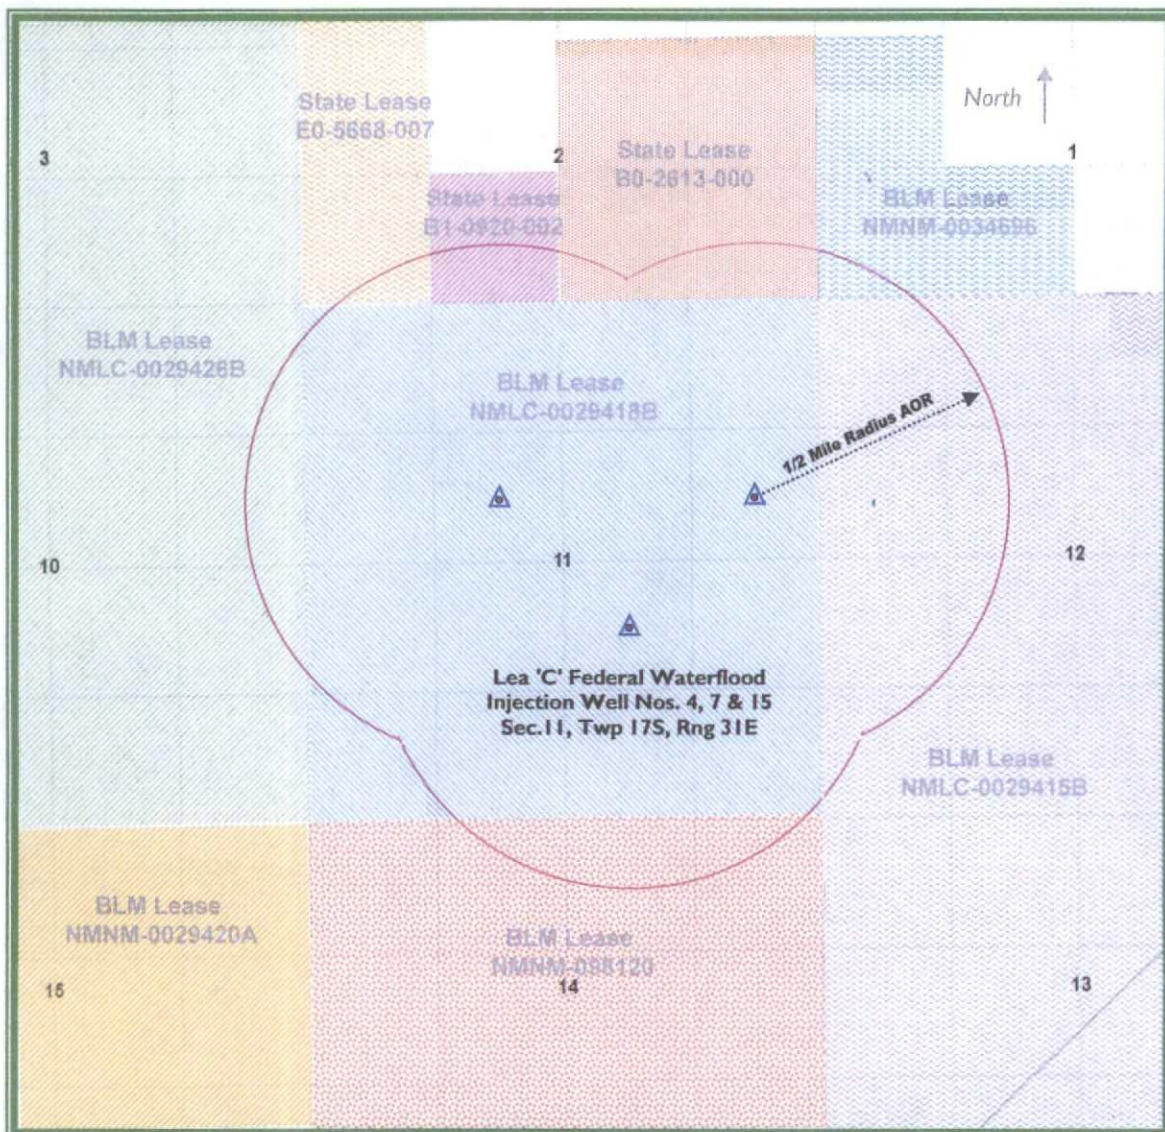 State Lease
E0-5668-007
North
3
2
1
State Lease
B0-2613-000
State Lease
B1-0920-002
BLM Lease
NMNM-0034696
BLM Lease
NMLC-0029426B
BLM Lease
NMLC-0029418B
1/2 Mile Radius AOR
10
11
12
Lea 'C' Federal Waterflood
Injection Well Nos. 4, 7 & 15
Sec.11, Twp 17S, Rng 31E
BLM Lease
NMLC-0029415B
BLM Lease
NMNM-0029420A
BLM Lease
NMNM-098120
15
14
13